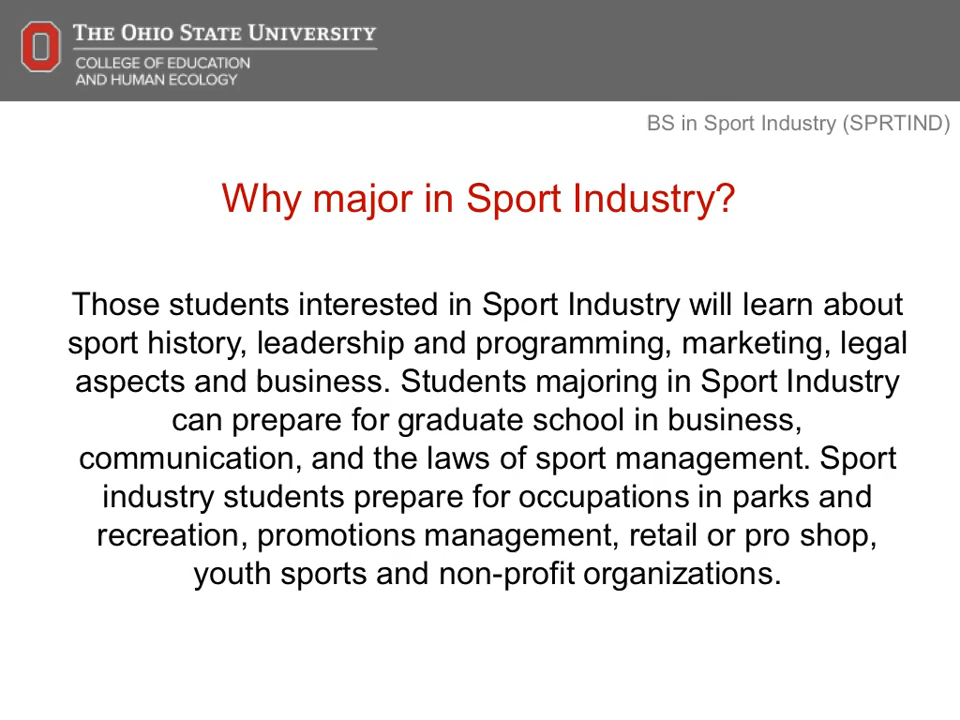 THE OHIO STATE UNIVERSITY
COLLEGE OF EDUCATION
AND HUMAN ECOLOGY
BS in Sport Industry (SPRTIND)
Why major in Sport Industry?
Those students interested in Sport Industry will learn about
sport history, leadership and programming, marketing, legal
aspects and business. Students majoring in Sport Industry
can prepare for graduate school in business,
communication, and the laws of sport management. Sport
industry students prepare for occupations in parks and
recreation, promotions management, retail or pro shop,
youth sports and non-profit organizations.